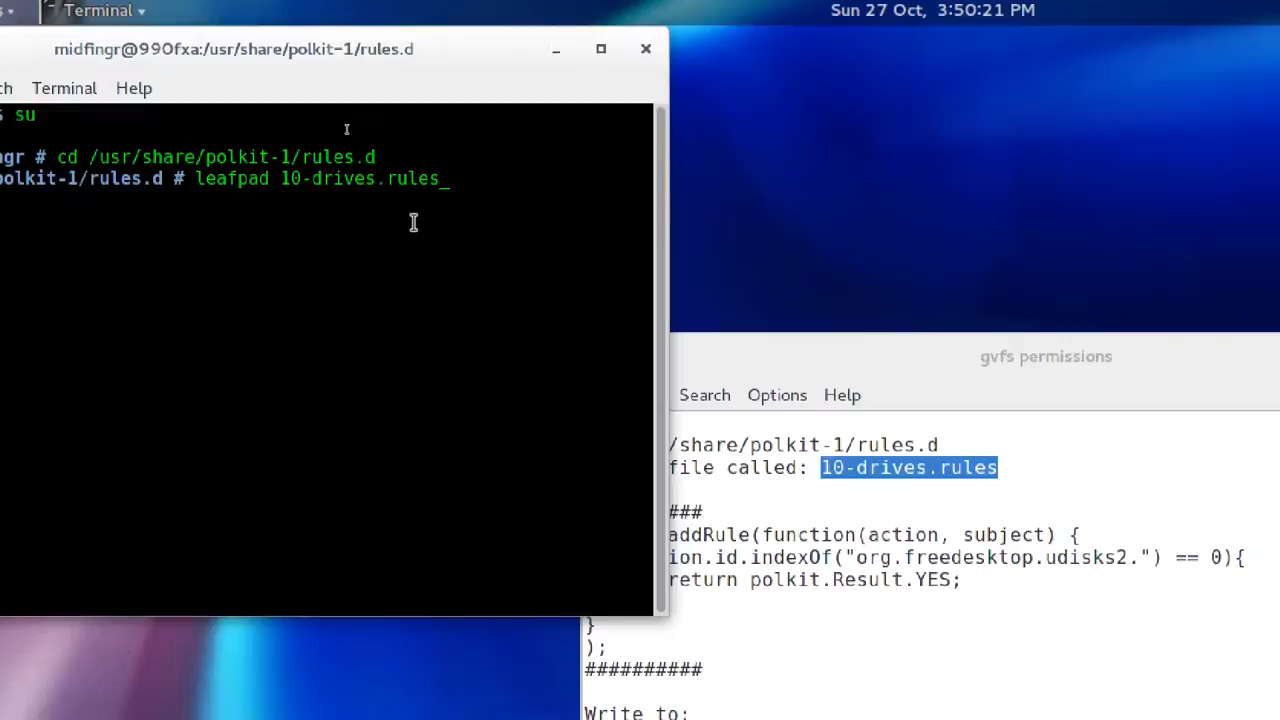 Terminal
Sun 27 Oct, 3:50:21 PM
midfingr@990fxa:/usr/share/polkit-1/rules.d
ch Terminal Help
$ su
ngr # cd /usr/share/polkit-1/rules.d
polkit-1/rules.d # leafpad 10-drives.rules_
gvfs permissions
Search Options Help
/share/polkit-1/rules.d
file called: 10-drives.rules
###
addRule(function(action, subject) {
ion.id.indexOf("org.freedesktop.udisks2.") == 0){
return polkit.Result.YES;
}
);
##########
Write to: